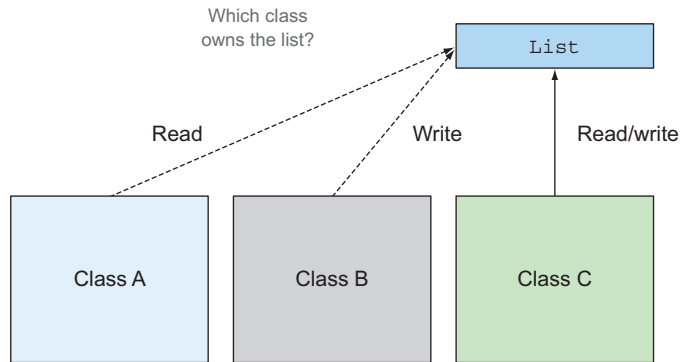 Which class
owns the list?
List
Read
Write
Read/write
Class A
Class B
Class C